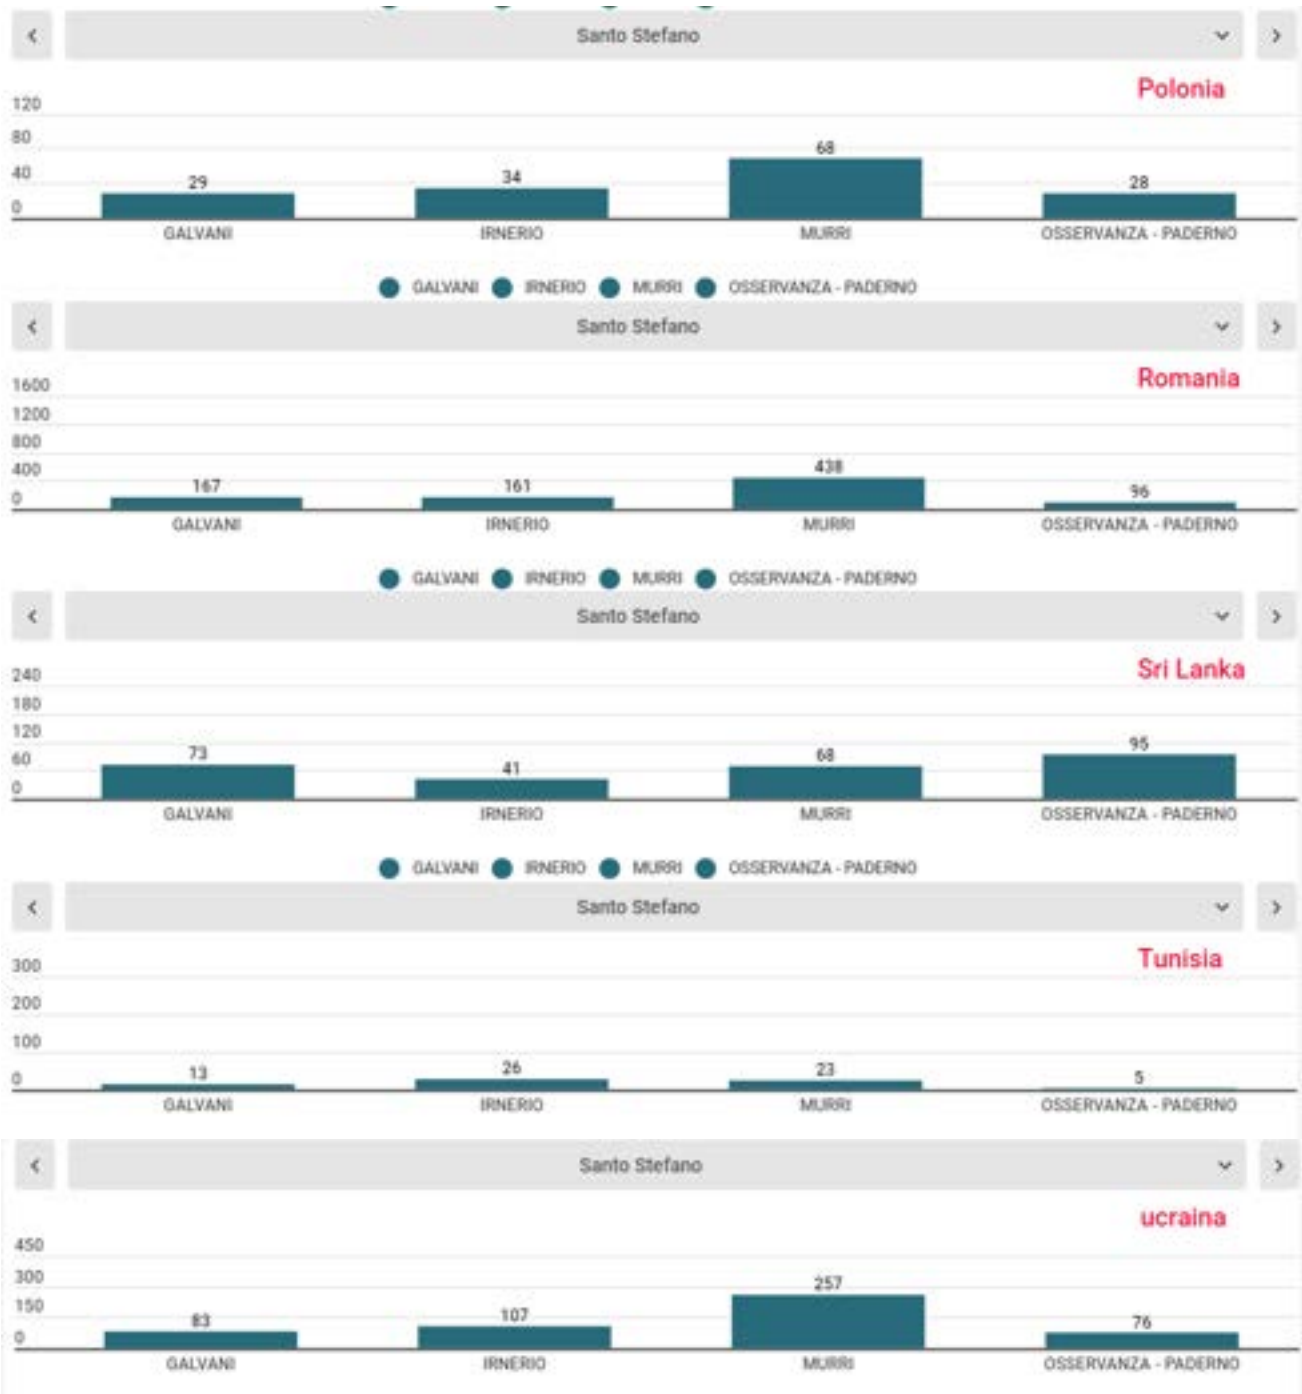 Santo Stefano
Polonia
120
80
40
0
29
34
68
28
GALVANI IRNERIO MURRI OSSERVANZA - PADERNO
GALVANI IRNERIO MURRI OSSERVANZA - PADERNO
Santo Stefano
Romania
1600
1200
800
400
0
167
161
438
96
GALVANI IRNERIO MURRI OSSERVANZA - PADERNO
GALVANI IRNERIO MURRI OSSERVANZA - PADERNO
Santo Stefano
Sri Lanka
240
180
120
60
0
73
41
68
95
GALVANI IRNERIO MURRI OSSERVANZA - PADERNO
GALVANI IRNERIO MURRI OSSERVANZA - PADERNO
Santo Stefano
Tunisia
300
200
100
0
13
26
23
5
GALVANI IRNERIO MURRI OSSERVANZA - PADERNO
Santo Stefano
ucraina
450
300
150
0
83
107
257
76
GALVANI IRNERIO MURRI OSSERVANZA - PADERNO